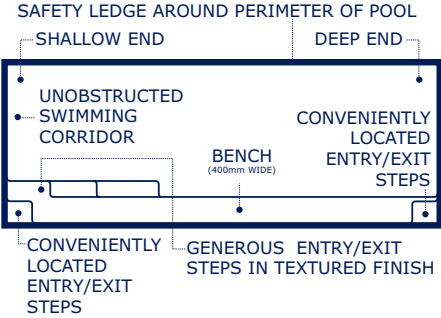 SAFETY LEDGE AROUND PERIMETER OF POOL
SHALLOW END
DEEP END
UNOBSTRUCTED
SWIMMING
CORRIDOR
CONVENIENTLY
LOCATED
ENTRY/EXIT
STEPS
BENCH
(400mm WIDE)
CONVENIENTLY
LOCATED
ENTRY/EXIT
STEPS
GENEROUS ENTRY/EXIT
STEPS IN TEXTURED FINISH